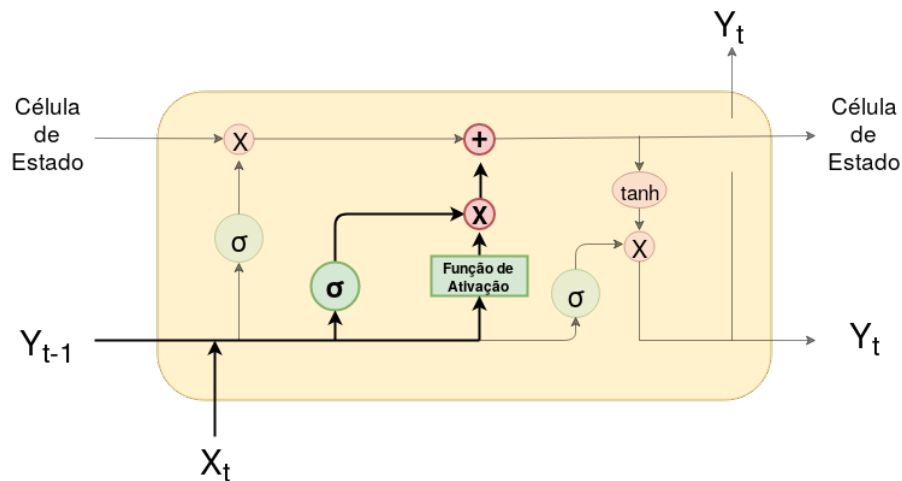 Yt
Célula
de
Estado
Célula
de
Estado
X
+
tanh
X
X
σ
σ
Função de
Ativação
σ
Yt-1
Yt
Xt